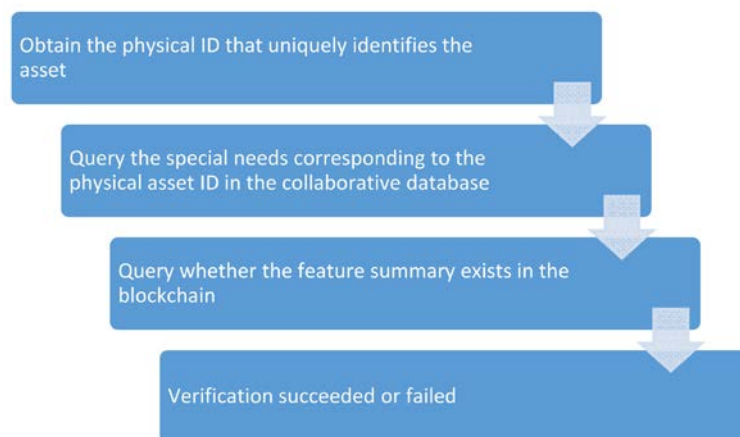 Obtain the physical ID that uniquely identifies the
asset
Query the special needs corresponding to the
physical asset ID in the collaborative database
Query whether the feature summary exists in the
blockchain
Verification succeeded or failed